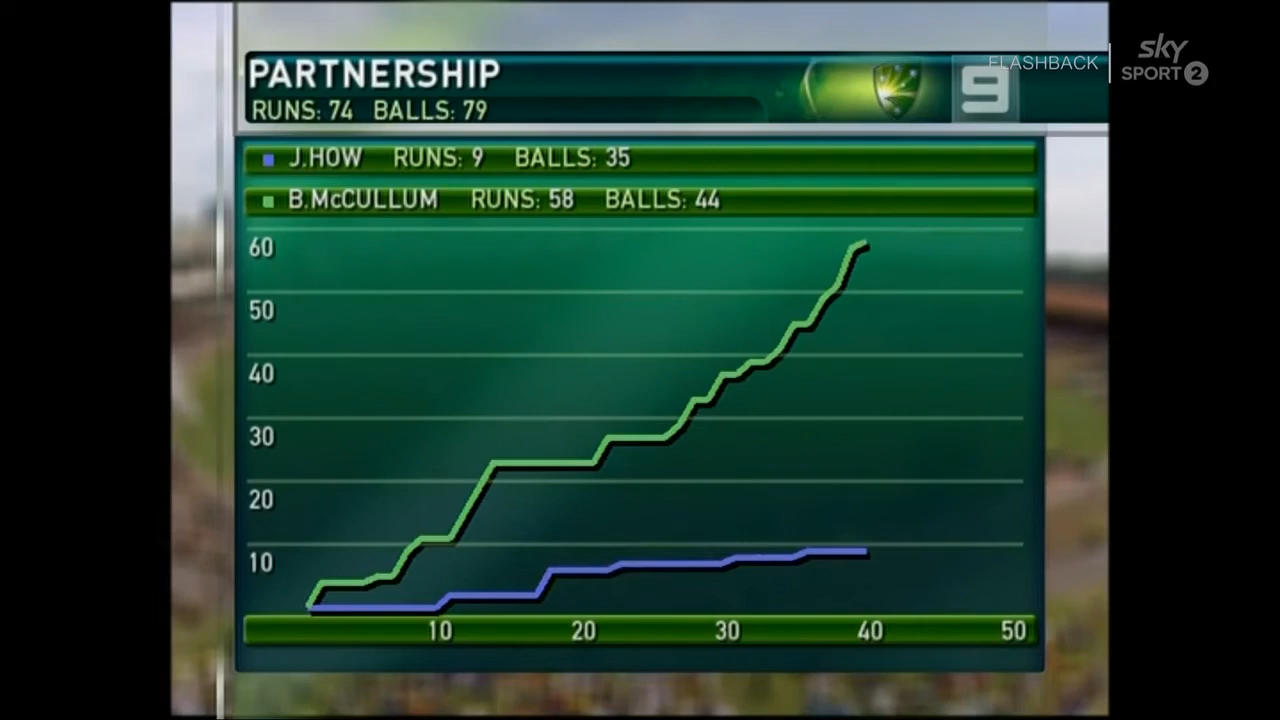 PARTNERSHIP
RUNS: 74 BALLS: 79
9
FLASHBACK
sky
SPORT 2
J.HOW RUNS: 9 BALLS: 35
B.McCULLUM RUNS: 58 BALLS: 44
60
50
40
30
20
10
10 20 30 40 50